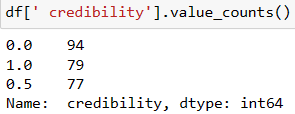 df[' credibility'].value_counts()
0.0    94
1.0    79
0.5    77
Name:  credibility, dtype: int64